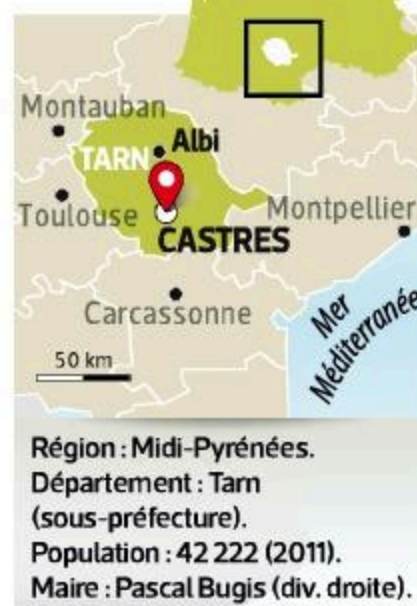 Montauban
Albi
TARN
Toulouse
Montpellier
CASTRES
Carcassonne
Mer
Méditerranée
50 km
Région : Midi-Pyrénées.
Département : Tarn
(sous-préfecture).
Population : 42 222 (2011).
Maire : Pascal Bugis (div. droite).